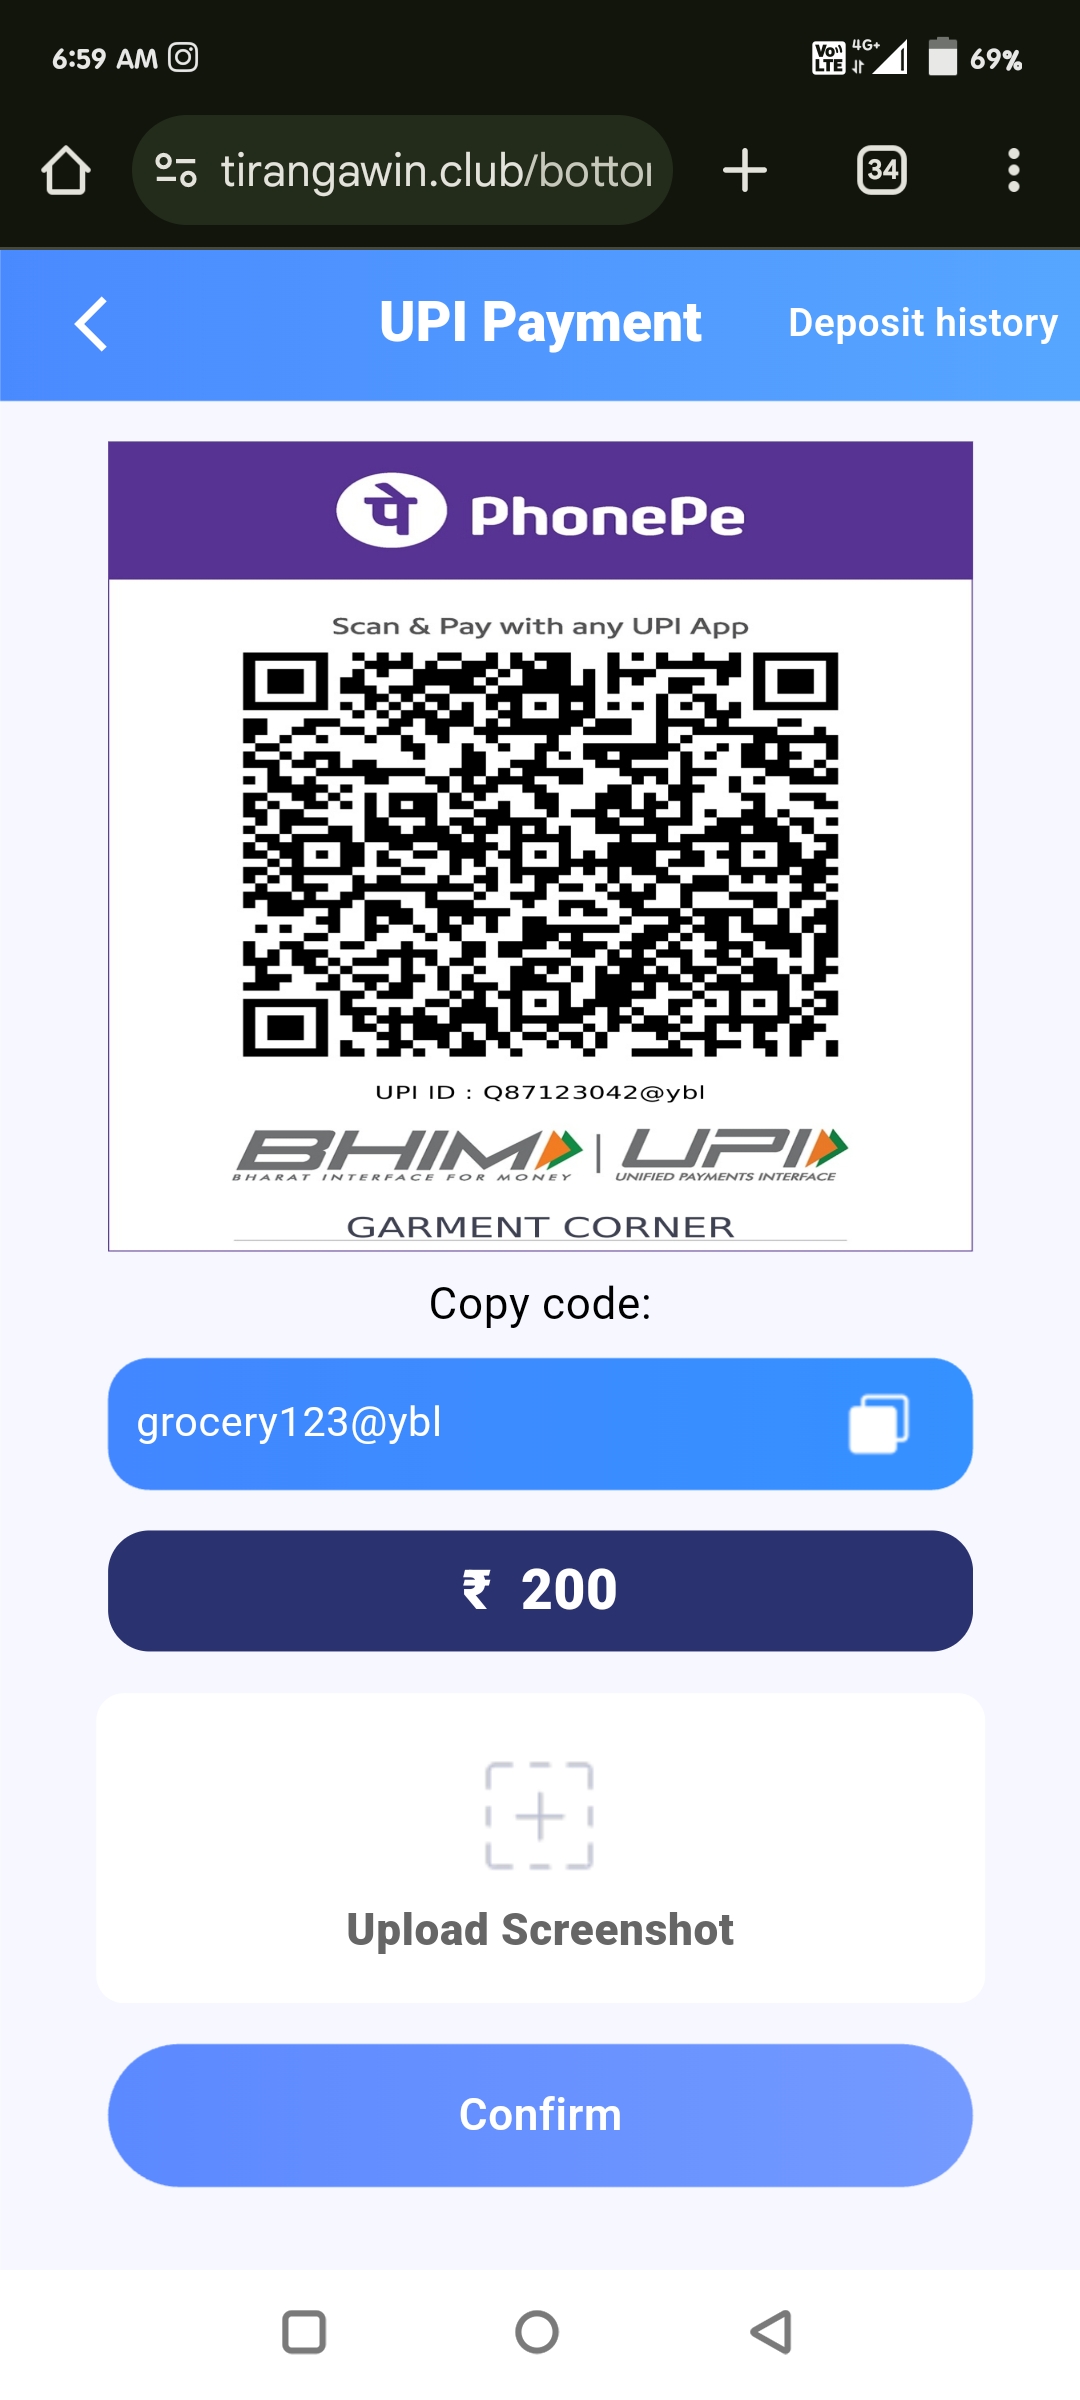 6:59 AM
Vo LTE 4G+ 69%
tirangawin.club/bottor
34
UPI Payment
Deposit history
पे PhonePe
Scan & Pay with any UPI App
UPI ID : Q87123042@ybl
BHIM | UPI
BHARAT INTERFACE FOR MONEY UNIFIED PAYMENTS INTERFACE
GARMENT CORNER
Copy code:
grocery123@ybl
₹ 200
Upload Screenshot
Confirm